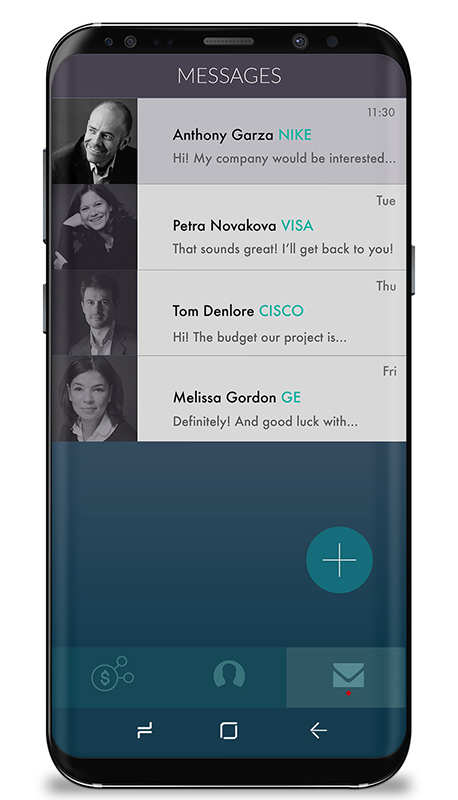 MESSAGES
11:30
Anthony Garza NIKE
Hi! My company would be interested...
Tue
Petra Novakova VISA
That sounds great! I'll get back to you!
Thu
Tom Denlore CISCO
Hi! The budget our project is...
Fri
Melissa Gordon GE
Definitely! And good luck with...
$